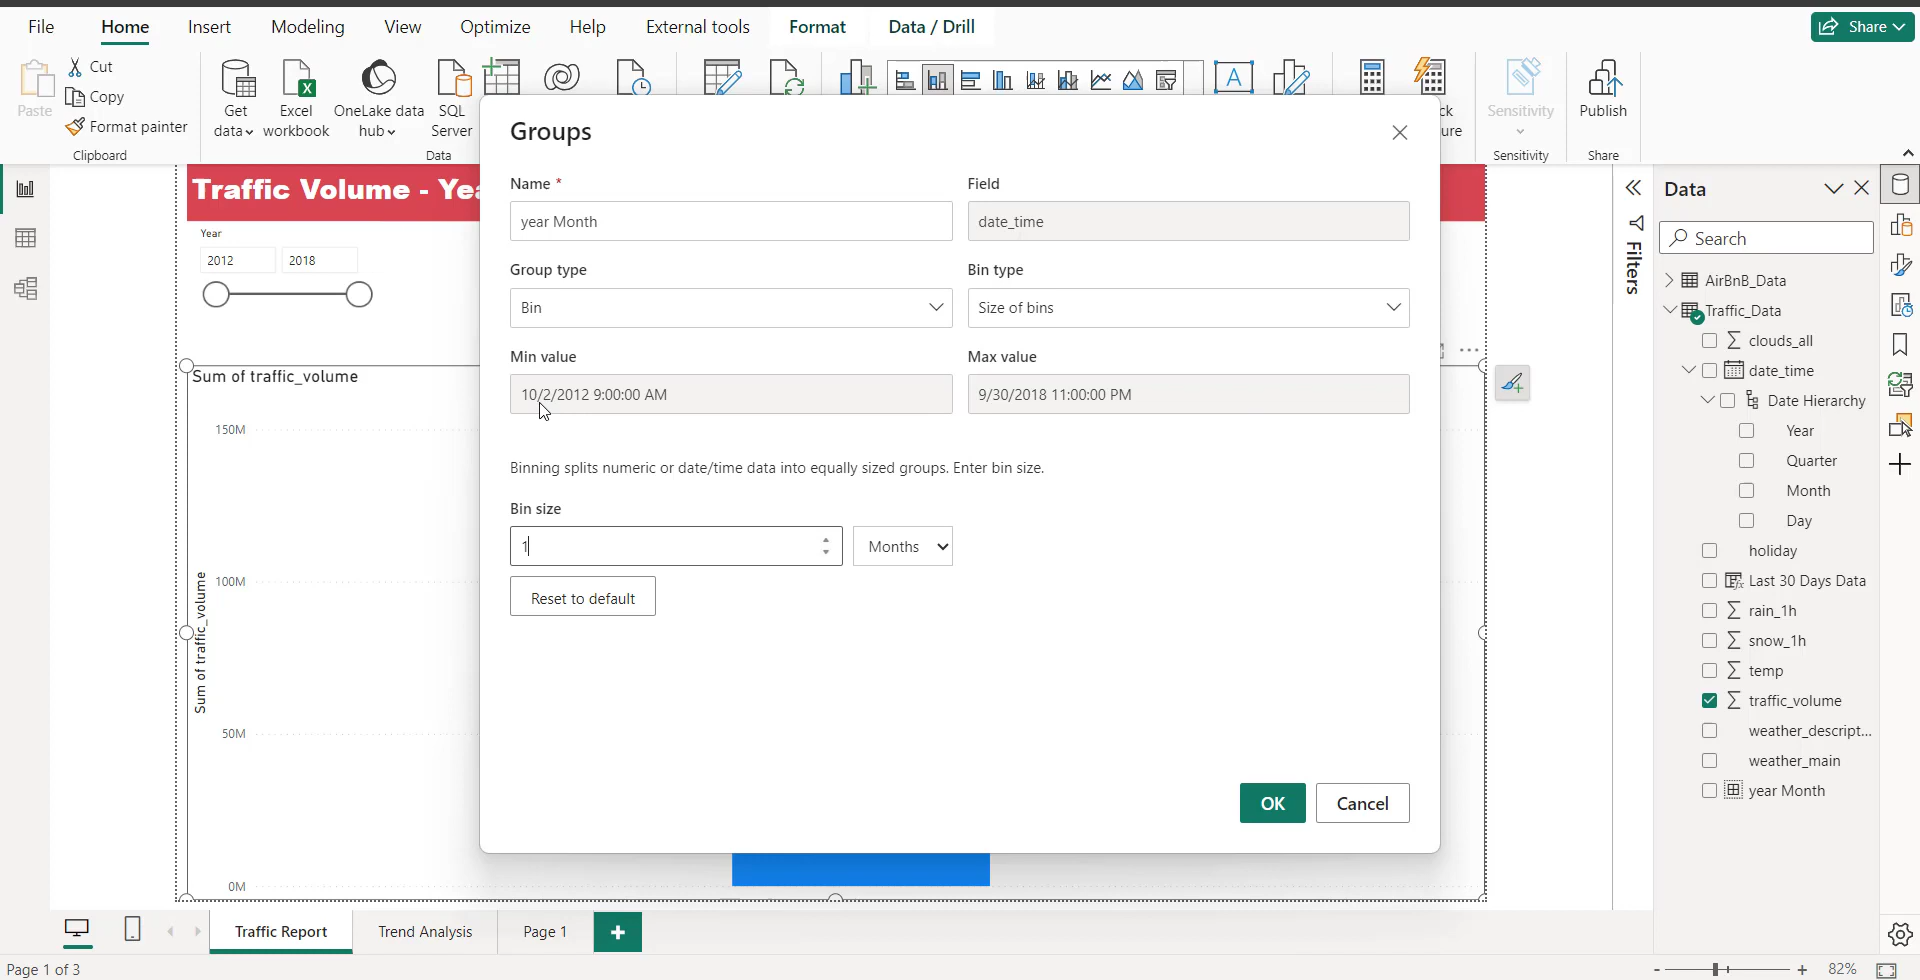 File Home Insert Modeling View Optimize Help External tools Format Data / Drill Share
Paste
Cut
Copy
Format painter
Clipboard
Get
data
Excel
workbook
OneLake data
hub
SQL
Server
Data
ure
Sensitivity
Sensitivity
Publish
Share
Groups
Name *
year Month
Field
date_time
Group type
Bin
Bin type
Size of bins
Min value
10/2/2012 9:00:00 AM
Max value
9/30/2018 11:00:00 PM
Binning splits numeric or date/time data into equally sized groups. Enter bin size.
Bin size
1
Months
Reset to default
OK
Cancel
Traffic Volume - Yea
Year
2012
2018
Sum of traffic_volume
Sum of traffic_volume
150M
100M
50M
0M
Filters
Data
Search
AirBnB_Data
Traffic_Data
clouds_all
date_time
Date Hierarchy
Year
Quarter
Month
Day
holiday
Last 30 Days Data
rain_1h
snow_1h
temp
traffic_volume
weather_descript...
weather_main
year Month
Traffic Report
Trend Analysis
Page 1
Page 1 of 3
82%